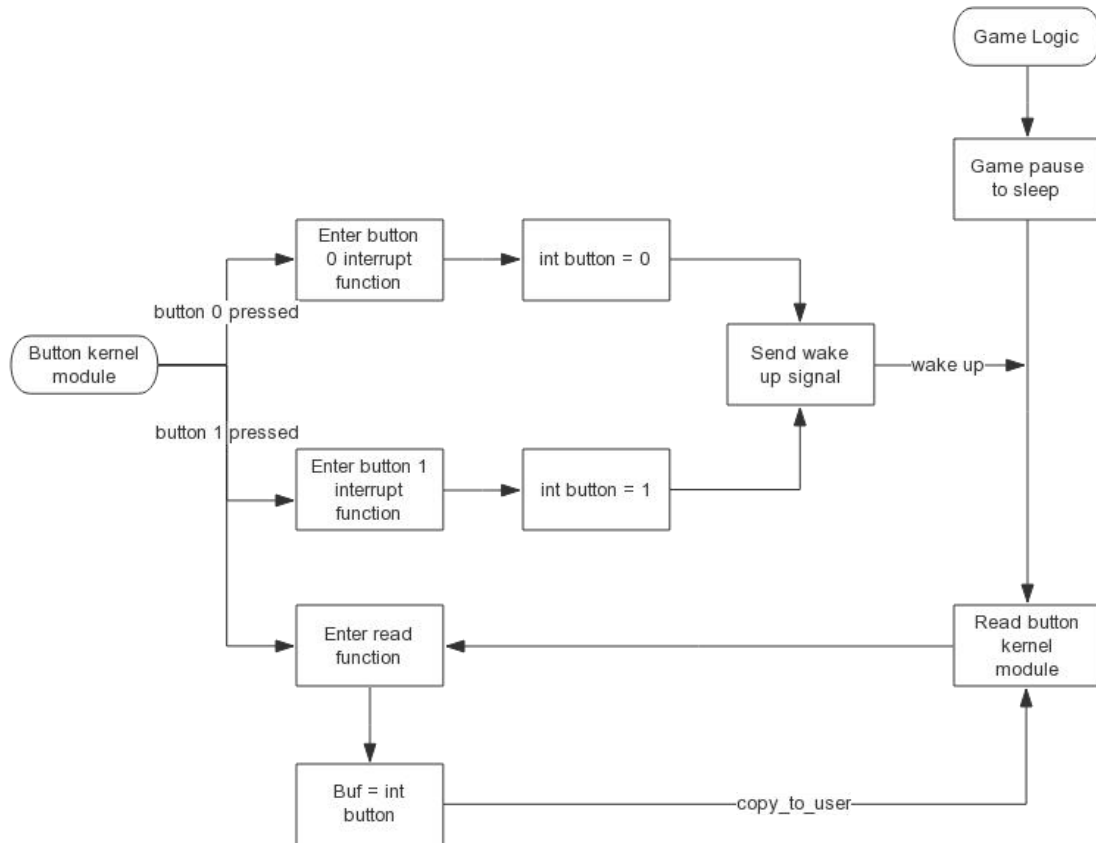 Game Logic
Game pause
to sleep
Enter button
0 interrupt
function
int button = 0
button 0 pressed
Button kernel
module
Send wake
up signal
wake up
button 1 pressed
Enter button 1
interrupt
function
int button = 1
Enter read
function
Read button
kernel
module
Buf = int
button
copy_to_user